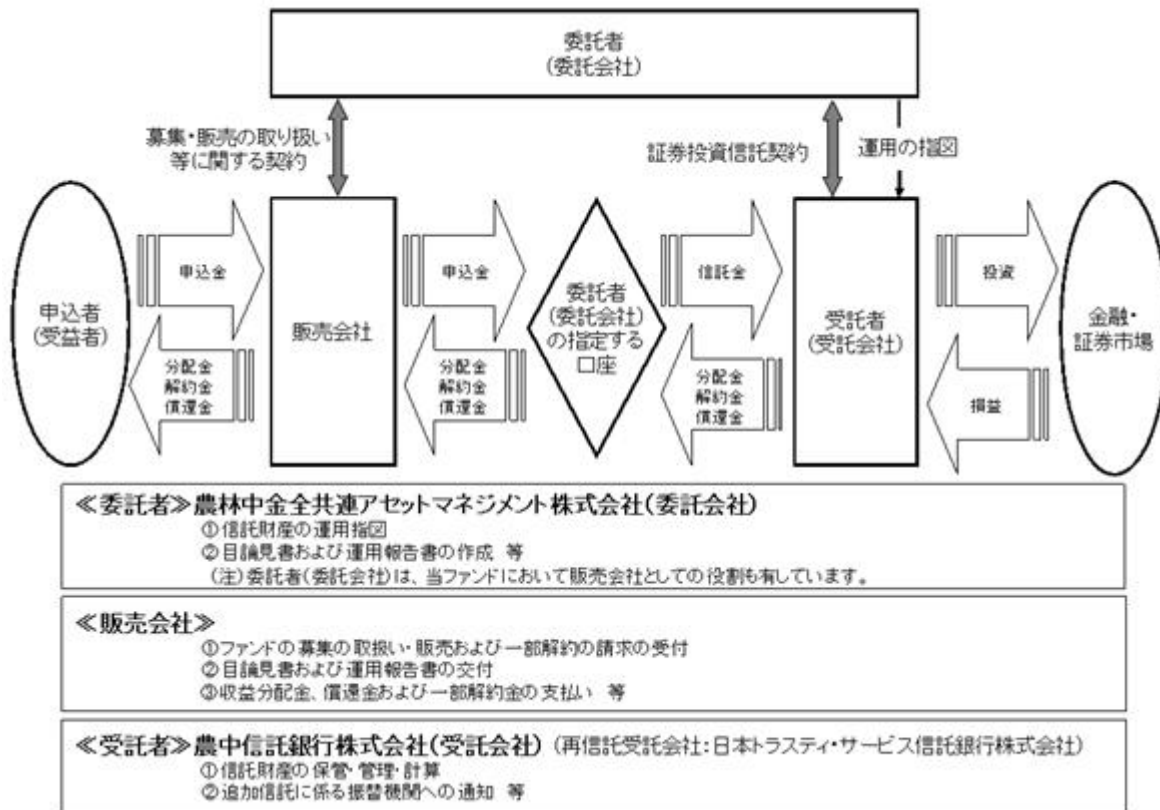 委託者
(委託会社)
募集・販売の取り扱い
等に関する契約
証券投資信託契約
運用の指図
申込者
(受益者)
申込金
分配金
解約金
償還金
販売会社
申込金
分配金
解約金
償還金
委託者
(委託会社)
の指定する
口座
信託金
分配金
解約金
償還金
受託者
(受託会社)
投資
損益
金融・
証券市場
≪委託者≫農林中金全共連アセットマネジメント株式会社(委託会社)
①信託財産の運用指図
②目論見書および運用報告書の作成 等
(注)委託者(委託会社)は、当ファンドにおいて販売会社としての役割も有しています。
≪販売会社≫
①ファンドの募集の取扱い・販売および一部解約の請求の受付
②目論見書および運用報告書の交付
③収益分配金、償還金および一部解約金の支払い 等
≪受託者≫農中信託銀行株式会社(受託会社) (再信託受託会社:日本トラスティ・サービス信託銀行株式会社)
①信託財産の保管・管理・計算
②追加信託に係る振替機関への通知 等